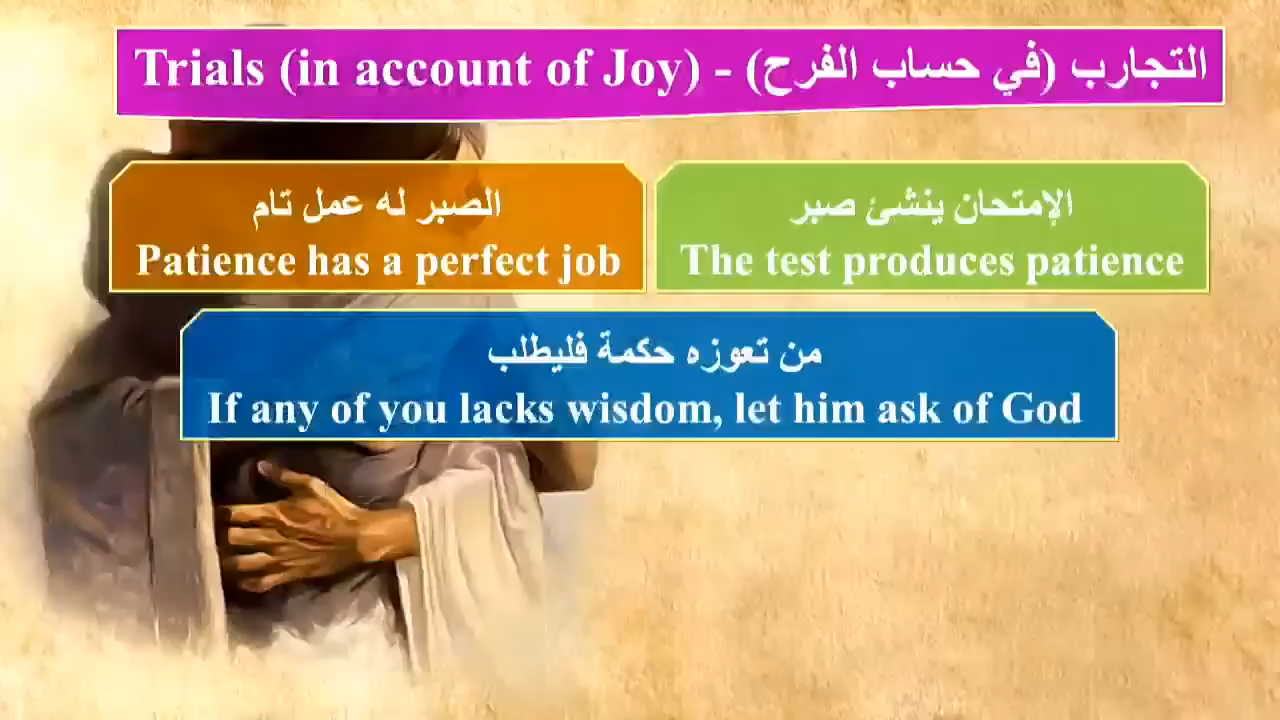 Trials (in account of Joy) - التجارب (في حساب الفرح)
الإمتحان ينشئ صبر
The test produces patience
الصبر له عمل تام
Patience has a perfect job
من تعوزه حكمة فليطلب
If any of you lacks wisdom, let him ask of God